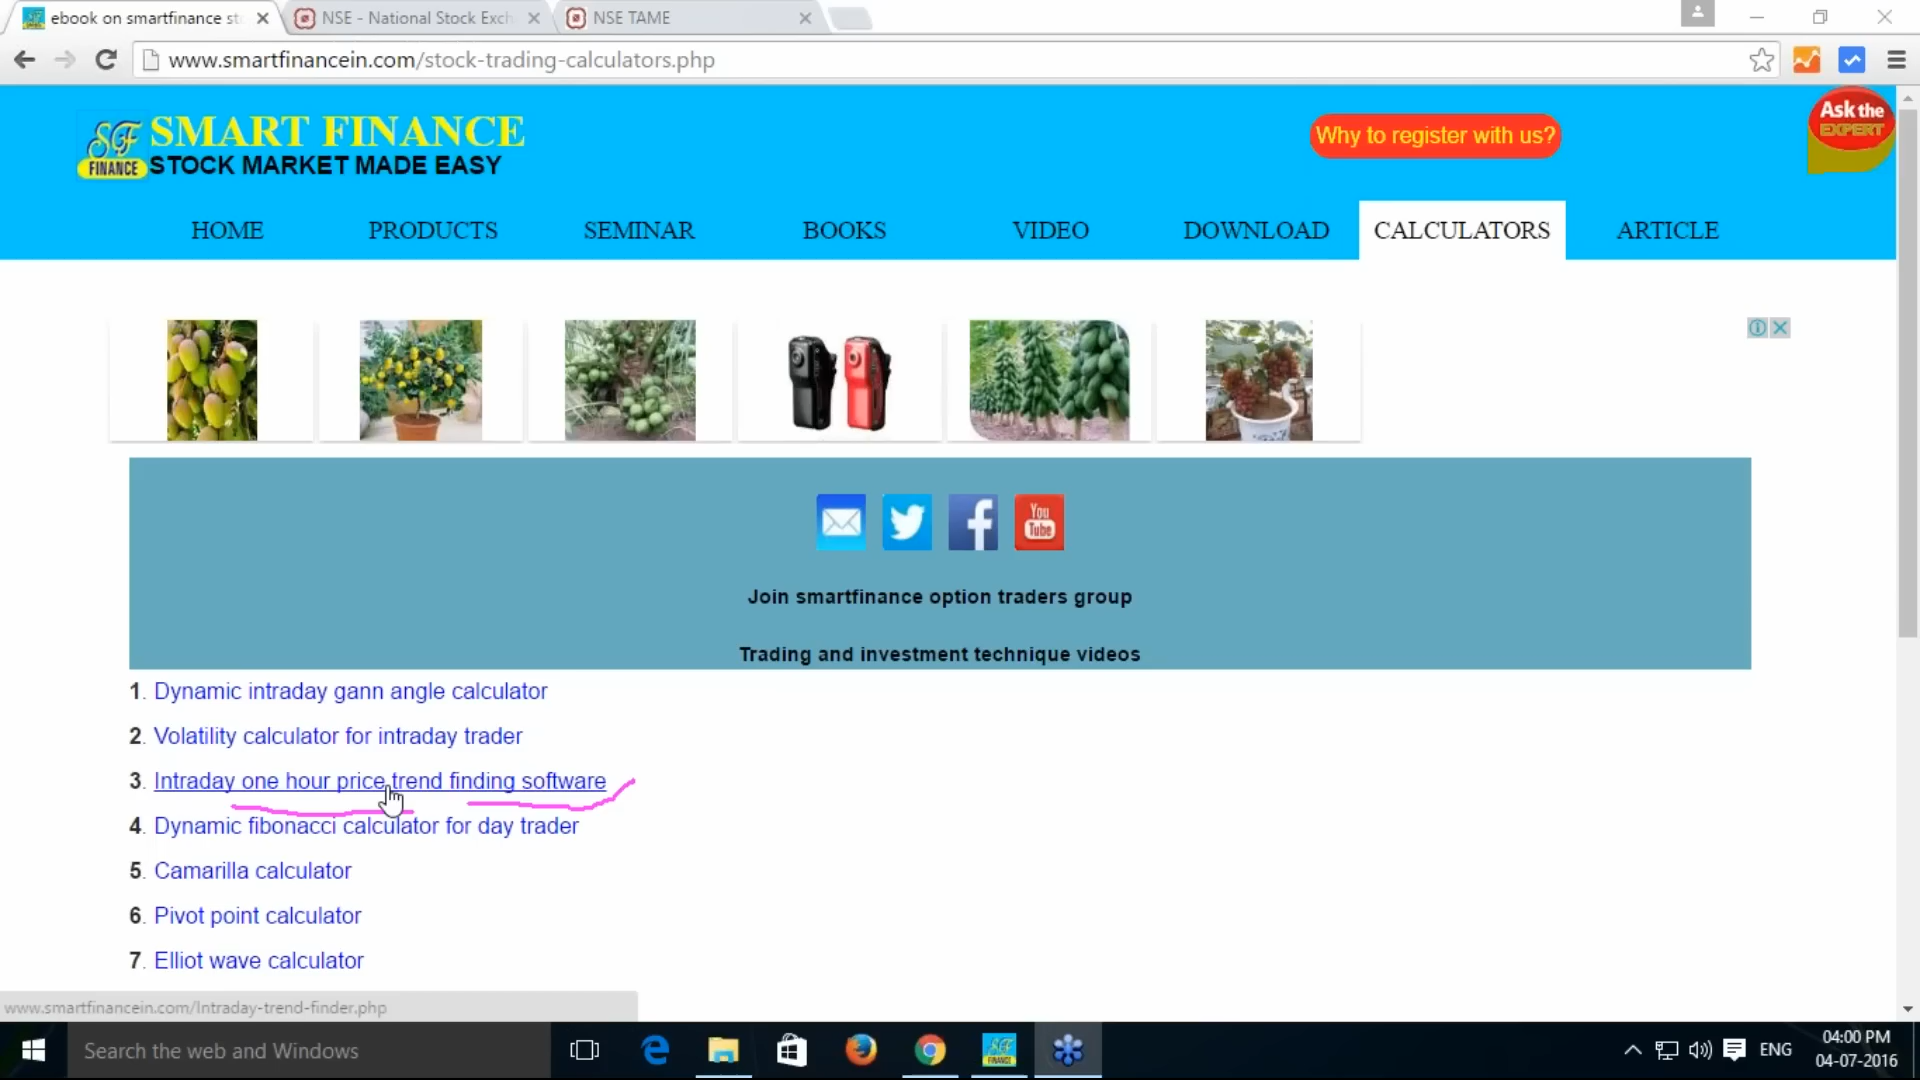 ebook on smartfinance st
NSE - National Stock Exch
NSE TAME
www.smartfinancein.com/stock-trading-calculators.php
SF
FINANCE
SMART FINANCE
STOCK MARKET MADE EASY
Why to register with us?
Ask the
EXPERT
HOME
PRODUCTS
SEMINAR
BOOKS
VIDEO
DOWNLOAD
CALCULATORS
ARTICLE
You
Tube
Join smartfinance option traders group
Trading and investment technique videos
1. Dynamic intraday gann angle calculator
2. Volatility calculator for intraday trader
3. Intraday one hour price trend finding software
4. Dynamic fibonacci calculator for day trader
5. Camarilla calculator
6. Pivot point calculator
7. Elliot wave calculator
www.smartfinancein.com/Intraday-trend-finder.php
Search the web and Windows
SF
FINANCE
ENG
04:00 PM
04-07-2016